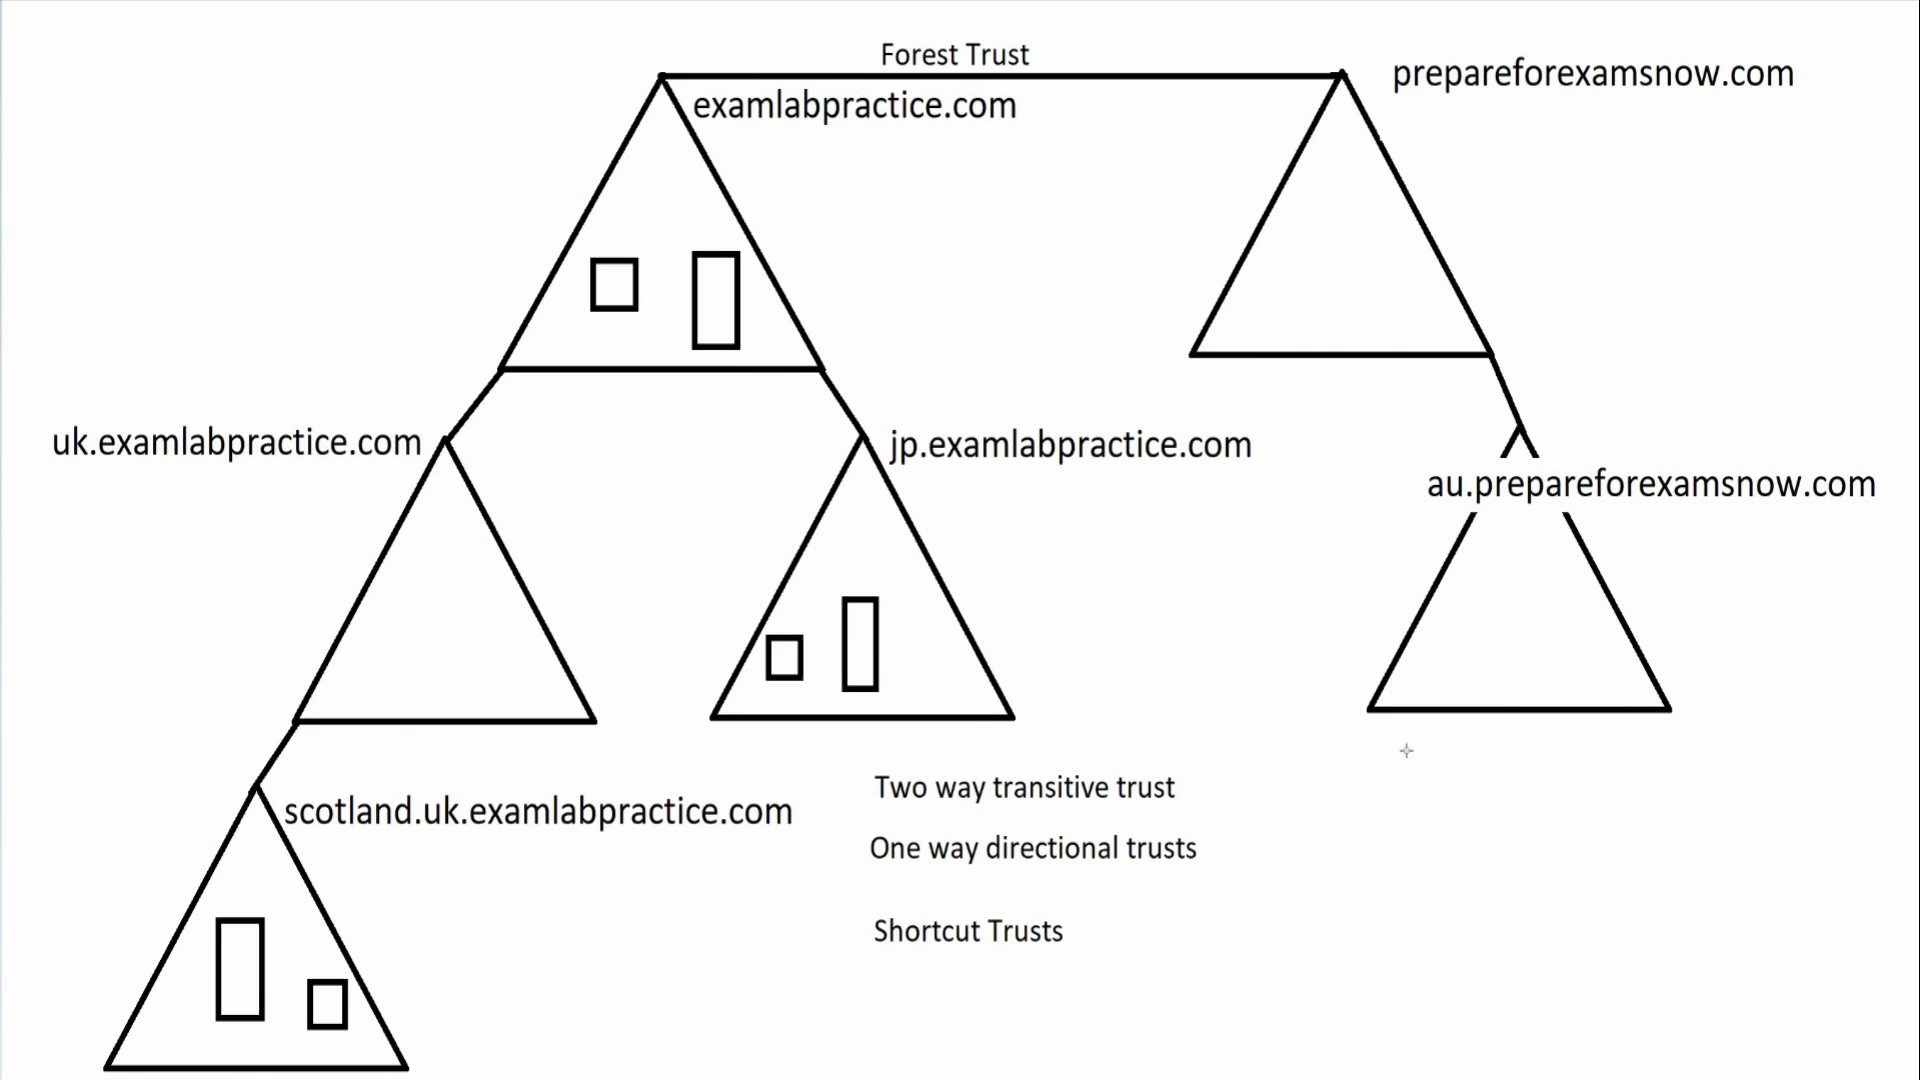 Forest Trust
prepareforexamsnow.com
examlabpractice.com
uk.examlabpractice.com
jp.examlabpractice.com
au.prepareforexamsnow.com
Two way transitive trust
scotland.uk.examlabpractice.com
One way directional trusts
Shortcut Trusts